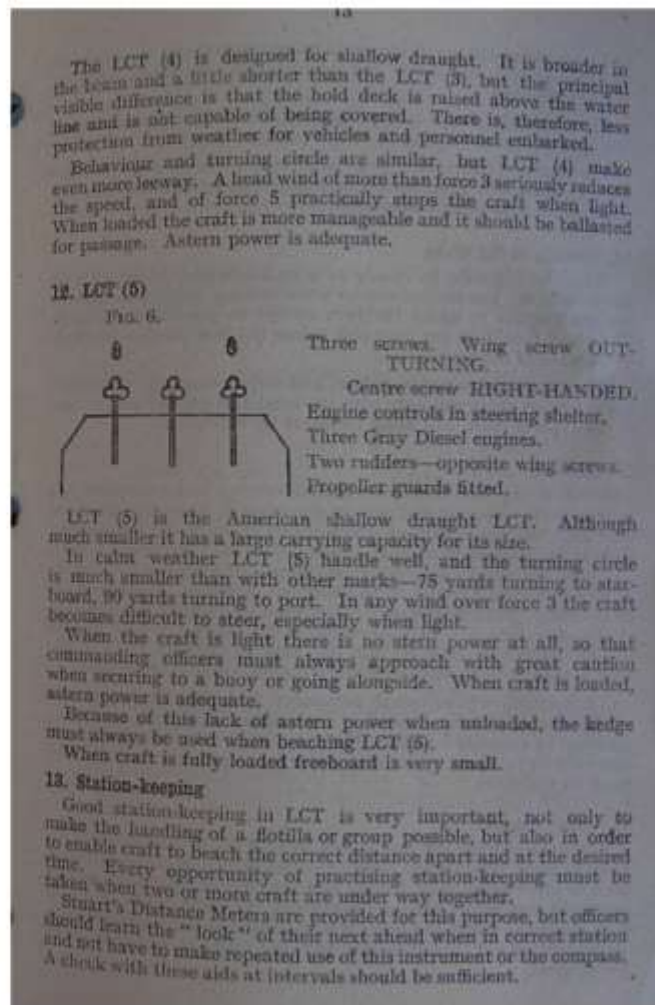 13
The LCT (4) is designed for shallow draught. It is broader in
the beam and a little shorter than the LCT (3), but the principal
visible difference is that the hold deck is raised above the water
line and is not capable of being covered. There is, therefore, less
protection from weather for vehicles and personnel embarked.
Behaviour and turning circle are similar, but LCT (4) make
even more leeway. A head wind of more than force 3 seriously reduces
the speed, and of force 5 practically stops the craft when light.
When loaded the craft is more manageable and it should be ballasted
for passage. Astern power is adequate.
12. LCT (5)
FIG. 6.
Three screws. Wing screw OUT-
TURNING.
Centre screw RIGHT-HANDED.
Engine controls in steering shelter.
Three Gray Diesel engines.
Two rudders—opposite wing screws.
Propeller guards fitted.
LCT (5) is the American shallow draught LCT. Although
much smaller it has a large carrying capacity for its size.
In calm weather LCT (5) handle well, and the turning circle
is much smaller than with other marks—75 yards turning to star-
board, 90 yards turning to port. In any wind over force 3 the craft
becomes difficult to steer, especially when light.
When the craft is light there is no stern power at all, so that
commanding officers must always approach with great caution
when securing to a buoy or going alongside. When craft is loaded,
astern power is adequate.
Because of this lack of astern power when unloaded, the kedge
must always be used when beaching LCT (5).
When craft is fully loaded freeboard is very small.
13. Station-keeping
Good station-keeping in LCT is very important, not only to
make the handling of a flotilla or group possible, but also in order
to enable craft to beach the correct distance apart and at the desired
time. Every opportunity of practising station-keeping must be
taken when two or more craft are under way together.
Stuart's Distance Meters are provided for this purpose, but officers
should learn the "look" of their next ahead when in correct station
and not have to make repeated use of this instrument or the compass.
A check with these aids at intervals should be sufficient.